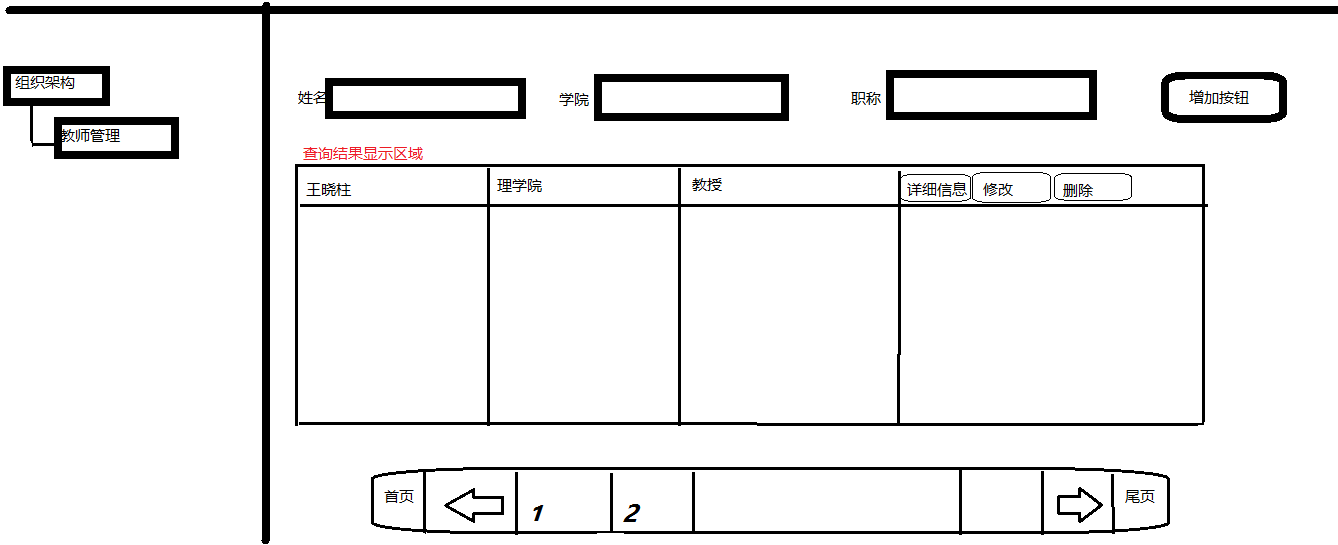 组织架构
教师管理
姓名
学院
职称
增加按钮
查询结果显示区域
王晓柱
理学院
教授
详细信息
修改
删除
首页
1
2
尾页